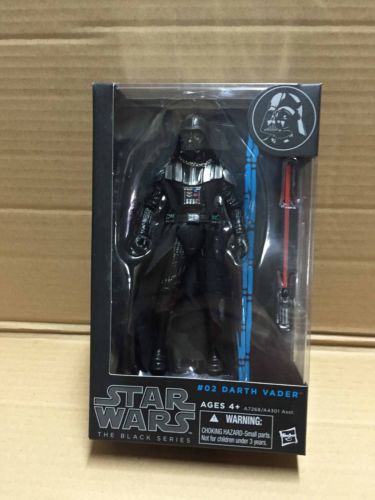 #02 DARTH VADER
STAR
WARS
THE BLACK SERIES
AGES 4+ A7268/A4301 Asst.
WARNING:
CHOKING HAZARD-Small parts
Not for children under 3 years.
Hasbro